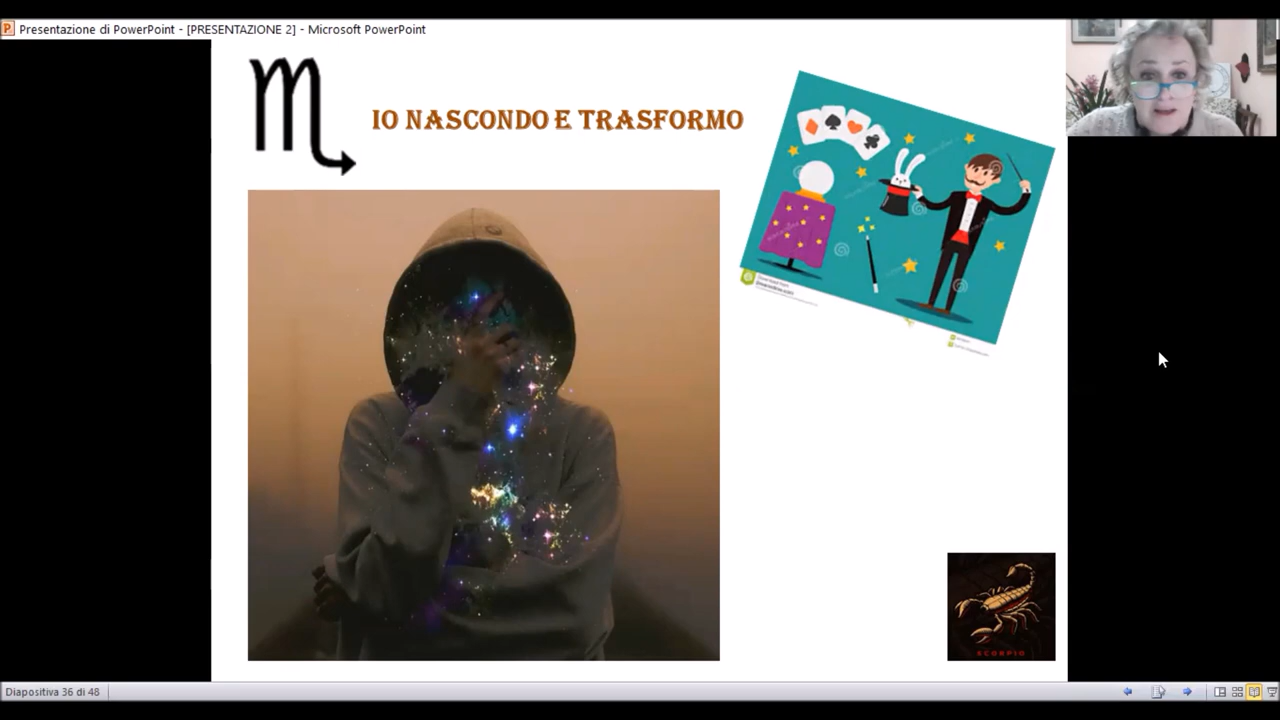 Presentazione di PowerPoint - [PRESENTAZIONE 2] - Microsoft PowerPoint
IO NASCONDO E TRASFORMO
SCORPIO
Diapositiva 36 di 48